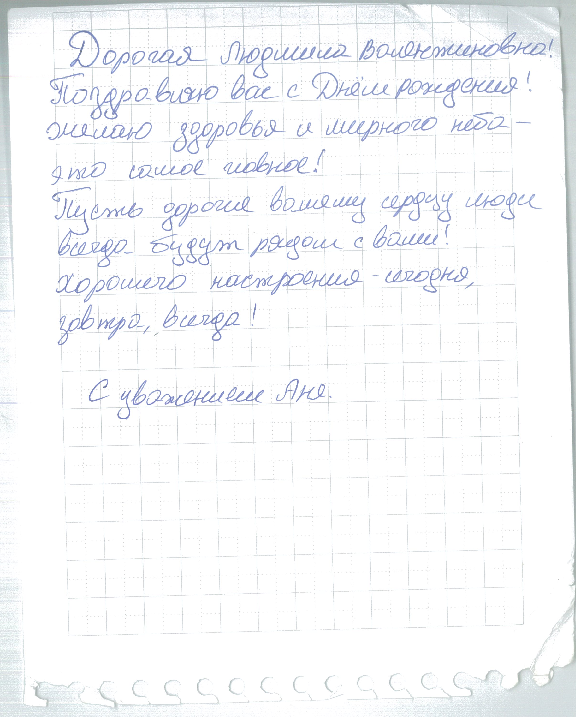 Дорогая Людмила Валентиновна!
Поздравляю вас с Днём рождения!
Желаю здоровья и мирного неба –
это самое главное!
Пусть дорогие вашему сердцу люди
всегда будут рядом с вами!
Хорошего настроения - сегодня,
завтра, всегда!
С уважением Аня.